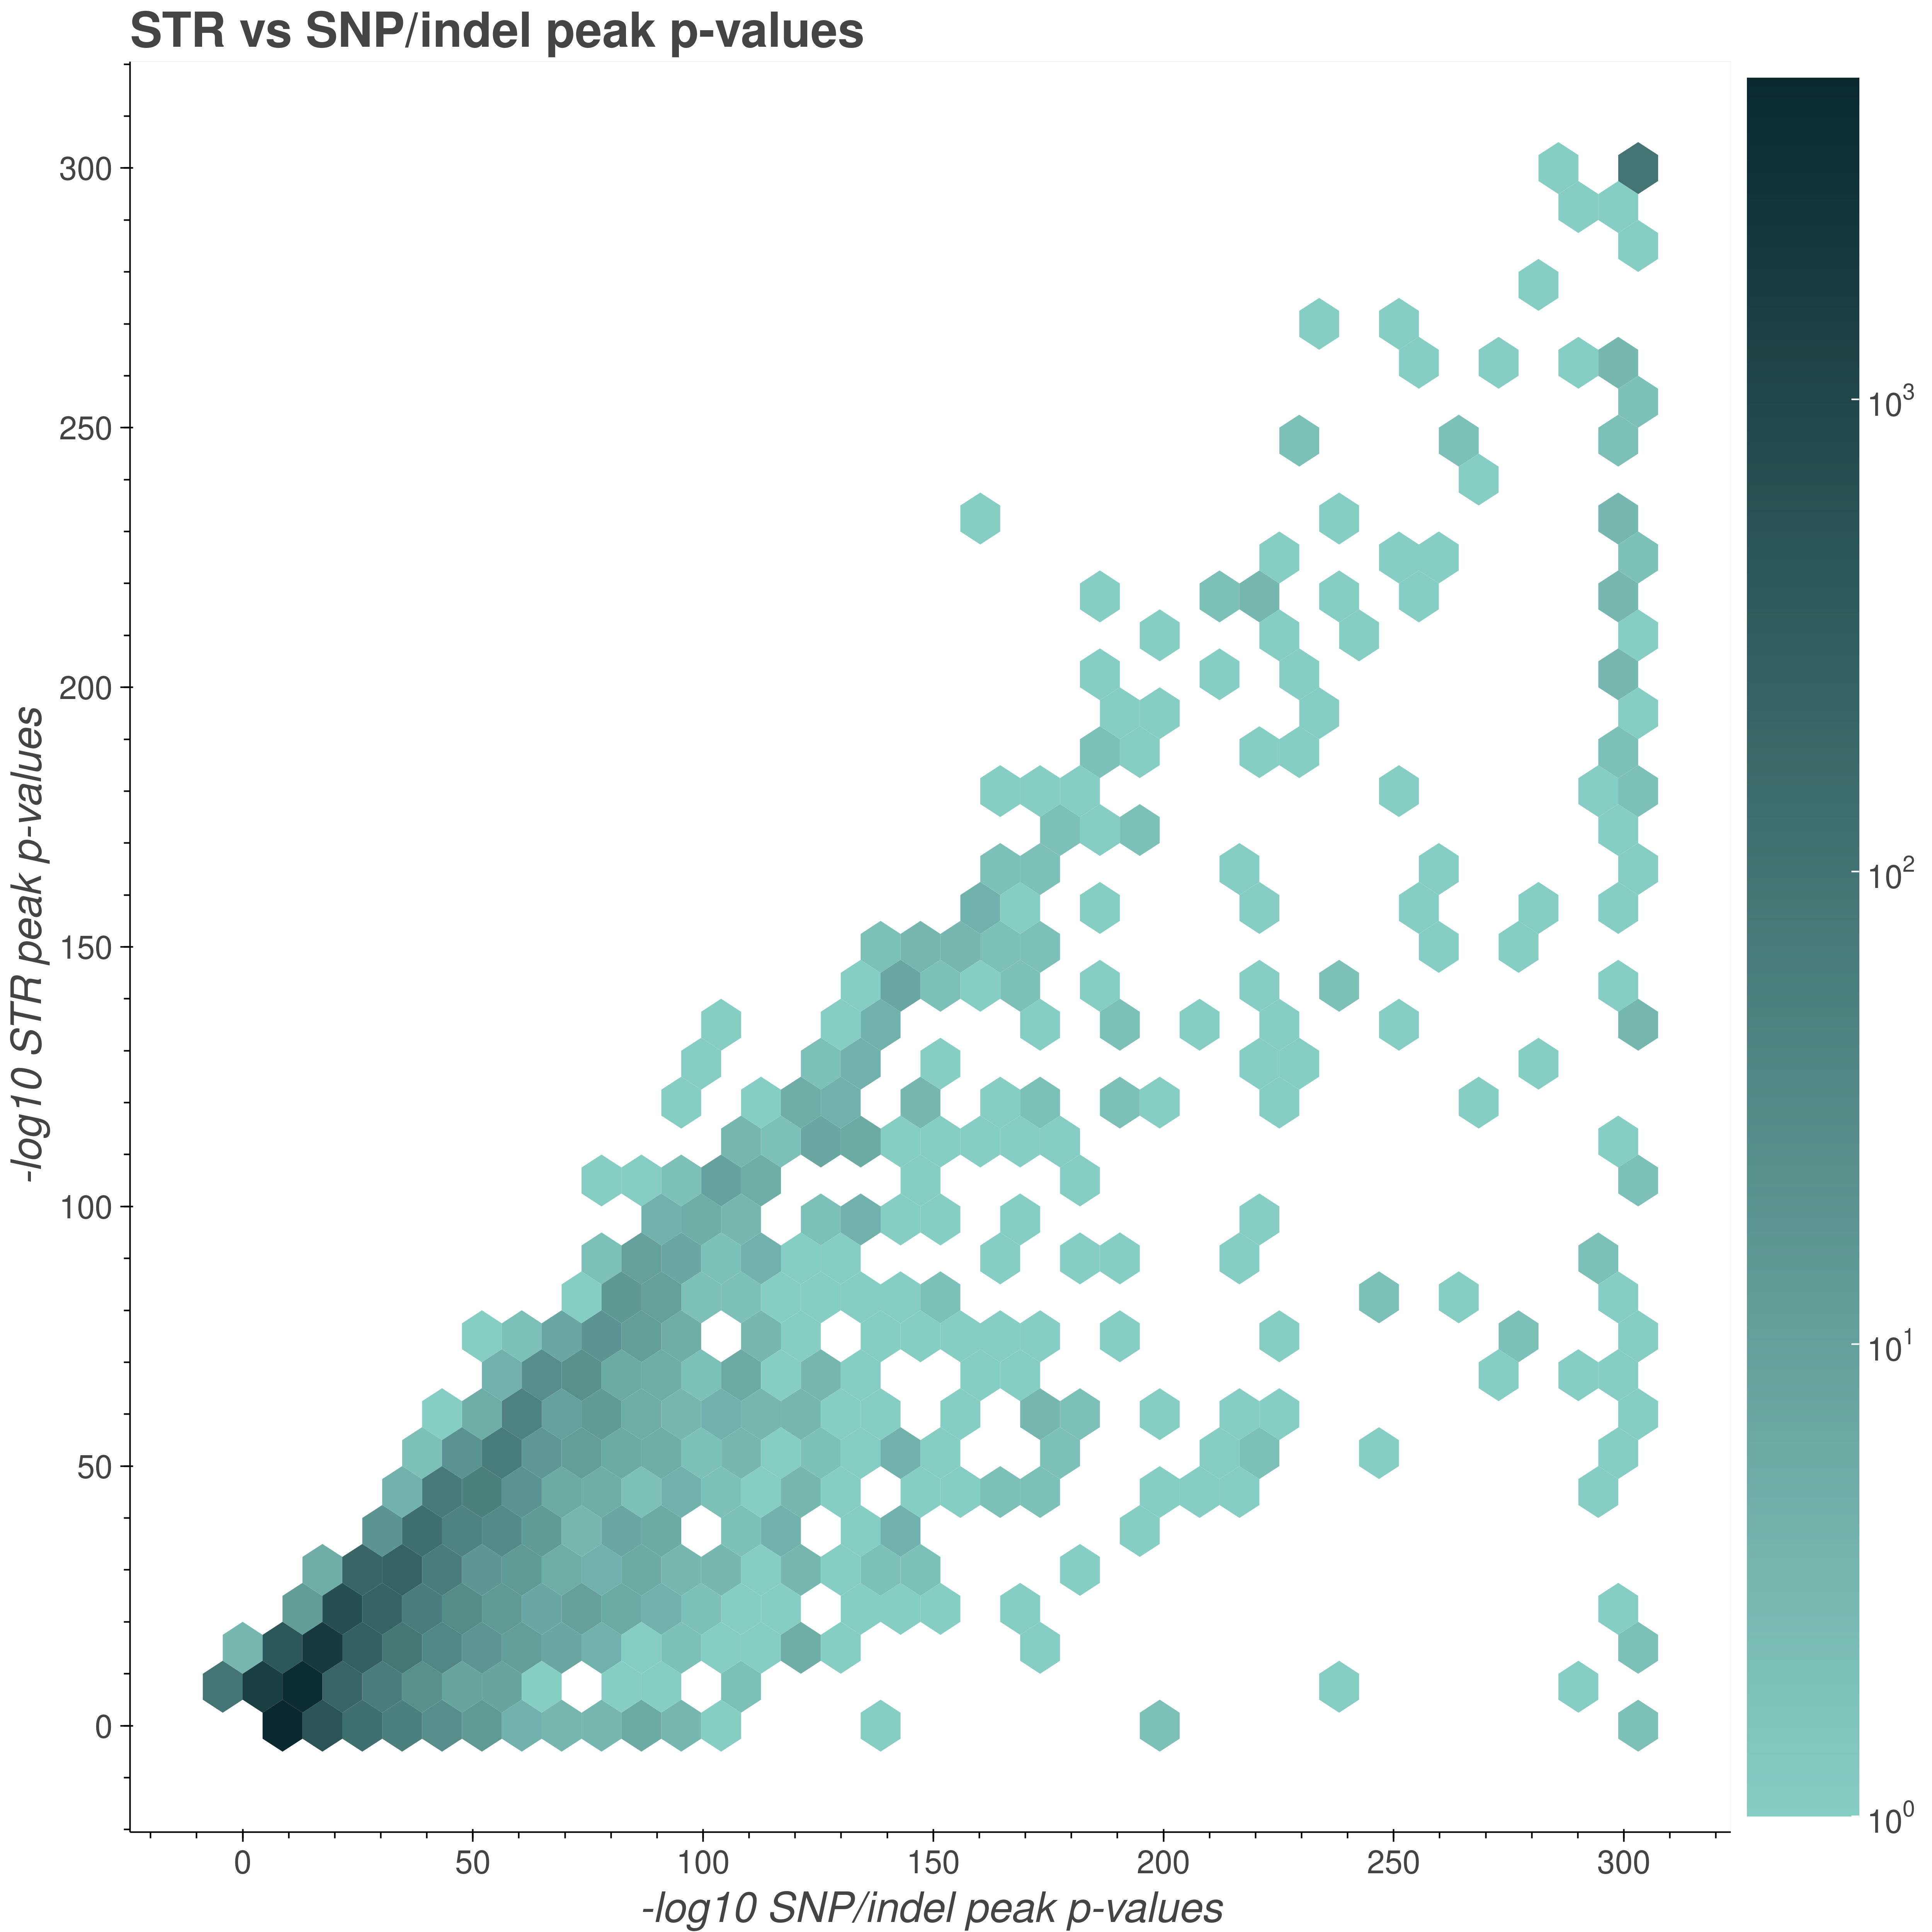 STR vs SNP/indel peak p-values
-log10 STR peak p-values
300
250
200
150
100
50
0
0 50 100 150 200 250 300
-log10 SNP/indel peak p-values
10³
10²
10¹
10⁰